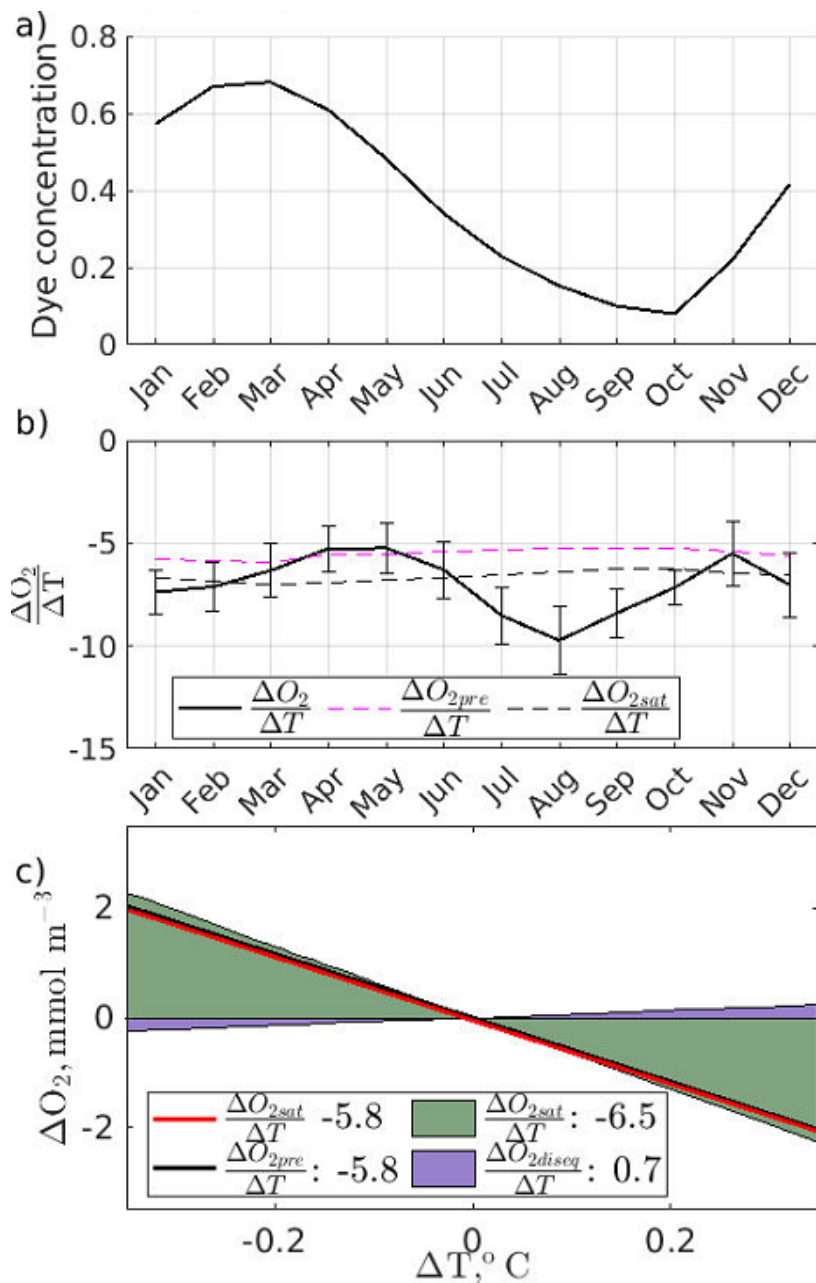 a)
Dye concentration
0.8
0.6
0.4
0.2
0
Jan Feb Mar Apr May Jun Jul Aug Sep Oct Nov Dec
b)
ΔO₂/ΔT
0
-5
-10
-15
ΔO₂/ΔT ΔO₂pre/ΔT ΔO₂sat/ΔT
Jan Feb Mar Apr May Jun Jul Aug Sep Oct Nov Dec
c)
ΔO₂, mmol m⁻³
2
0
-2
ΔO₂sat/ΔT -5.8 ΔO₂sat/ΔT : -6.5
ΔO₂pre/ΔT : -5.8 ΔO₂diseq/ΔT : 0.7
-0.2 0 0.2
ΔT,° C